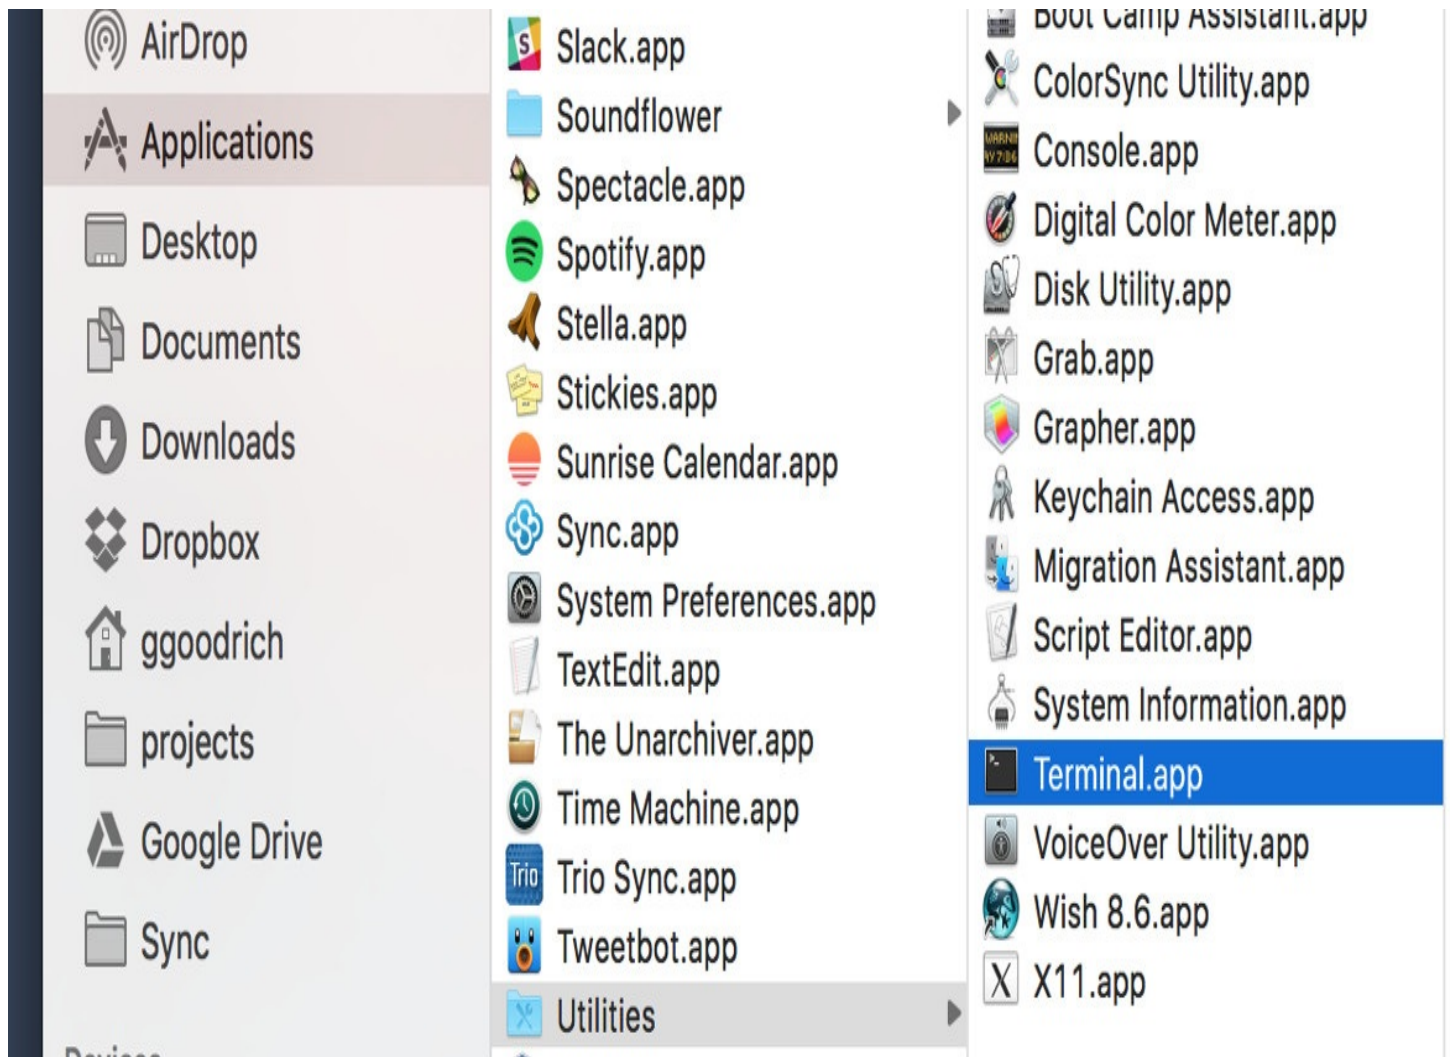 AirDrop
Applications
Desktop
Documents
Downloads
Dropbox
ggoodrich
projects
Google Drive
Sync
Devices
Slack.app
Soundflower
Spectacle.app
Spotify.app
Stella.app
Stickies.app
Sunrise Calendar.app
Sync.app
System Preferences.app
TextEdit.app
The Unarchiver.app
Time Machine.app
Trio
Trio Sync.app
Tweetbot.app
Utilities
Boot Camp Assistant.app
ColorSync Utility.app
Console.app
Digital Color Meter.app
Disk Utility.app
Grab.app
Grapher.app
Keychain Access.app
Migration Assistant.app
Script Editor.app
System Information.app
Terminal.app
VoiceOver Utility.app
Wish 8.6.app
X11.app